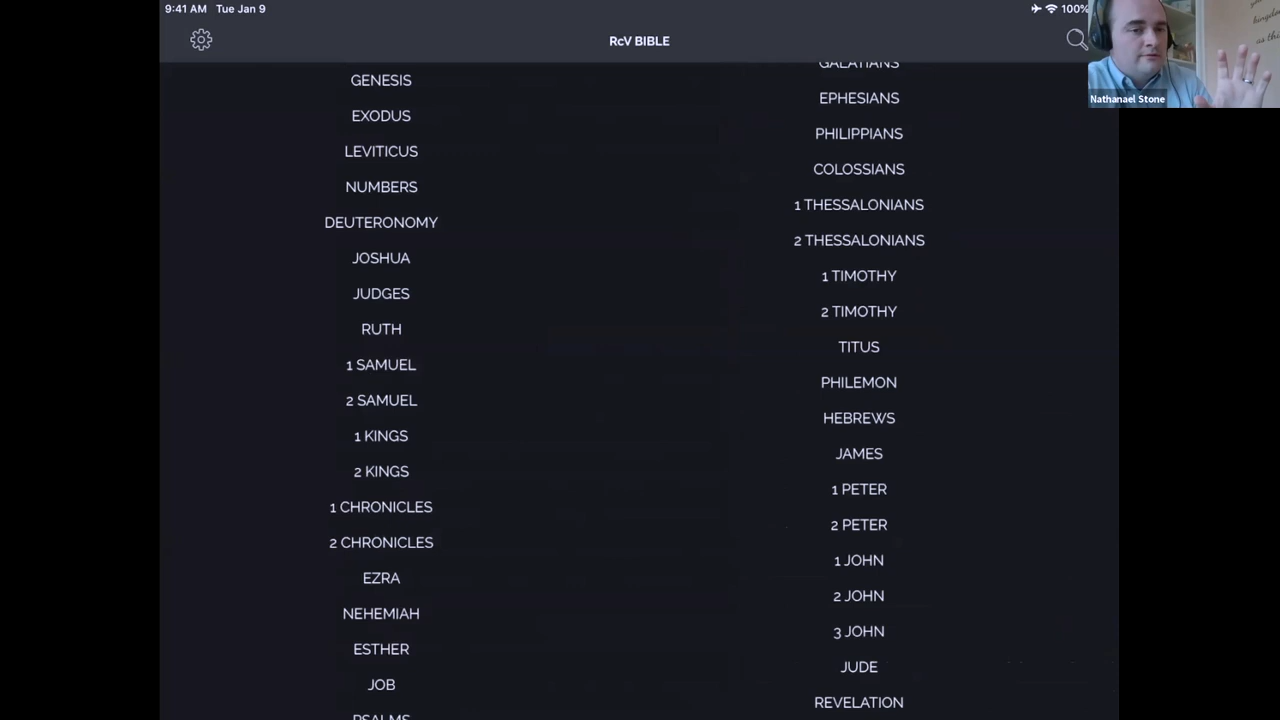 9:41 AM Tue Jan 9
100%
RcV BIBLE
GENESIS
EXODUS
LEVITICUS
NUMBERS
DEUTERONOMY
JOSHUA
JUDGES
RUTH
1 SAMUEL
2 SAMUEL
1 KINGS
2 KINGS
1 CHRONICLES
2 CHRONICLES
EZRA
NEHEMIAH
ESTHER
JOB
PSALMS
GALATIANS
EPHESIANS
PHILIPPIANS
COLOSSIANS
1 THESSALONIANS
2 THESSALONIANS
1 TIMOTHY
2 TIMOTHY
TITUS
PHILEMON
HEBREWS
JAMES
1 PETER
2 PETER
1 JOHN
2 JOHN
3 JOHN
JUDE
REVELATION
Nathanael Stone